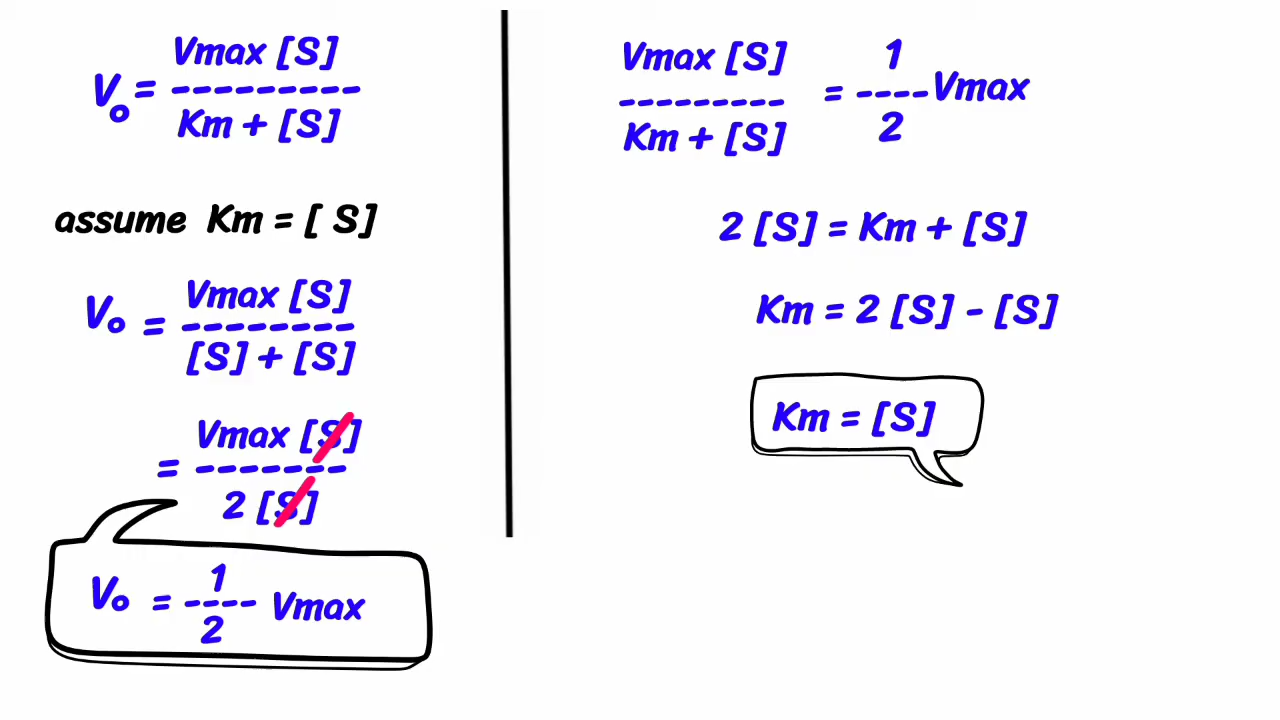 Vmax [S]
Vo = ---------
Km + [S]
assume Km = [ S]
Vmax [S]
Vo = --------
[S] + [S]
Vmax [S]
= -------
2 [S]
1
Vo = ---- Vmax
2
Vmax [S] 1
--------- = ---- Vmax
Km + [S] 2
2 [S] = Km + [S]
Km = 2 [S] - [S]
Km = [S]